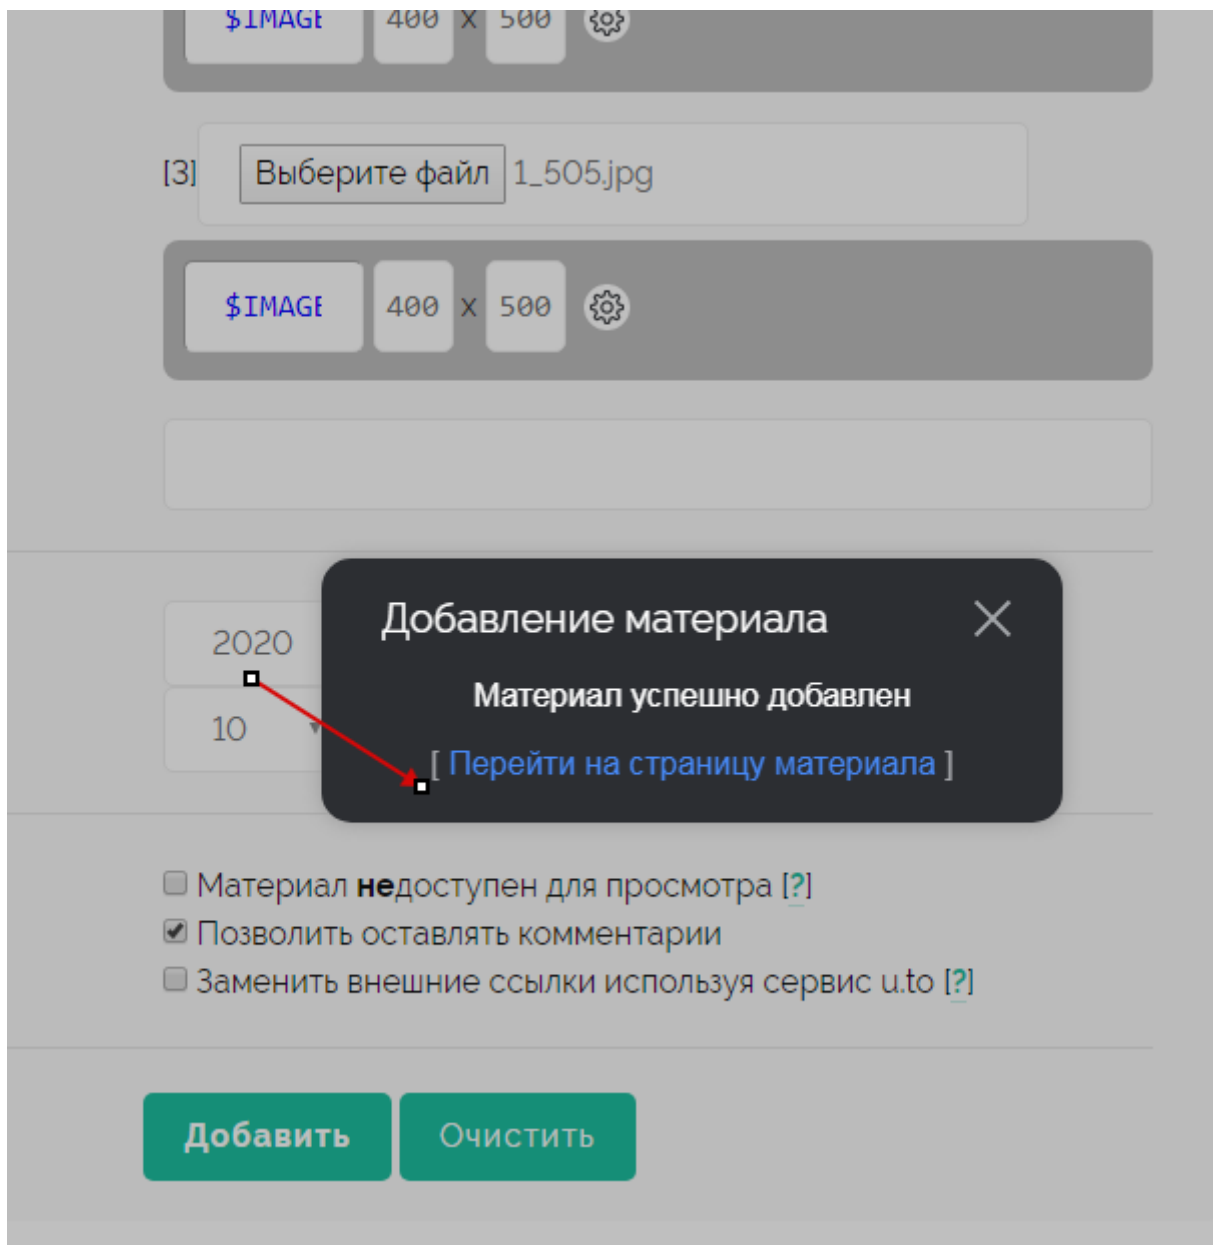 $IMAGE 400 x 500
[3] Выберите файл 1_505.jpg
$IMAGE 400 x 500
2020
10
Добавление материала
Материал успешно добавлен
[ Перейти на страницу материала ]
Материал недоступен для просмотра [?]
Позволить оставлять комментарии
Заменить внешние ссылки используя сервис u.to [?]
Добавить Очистить